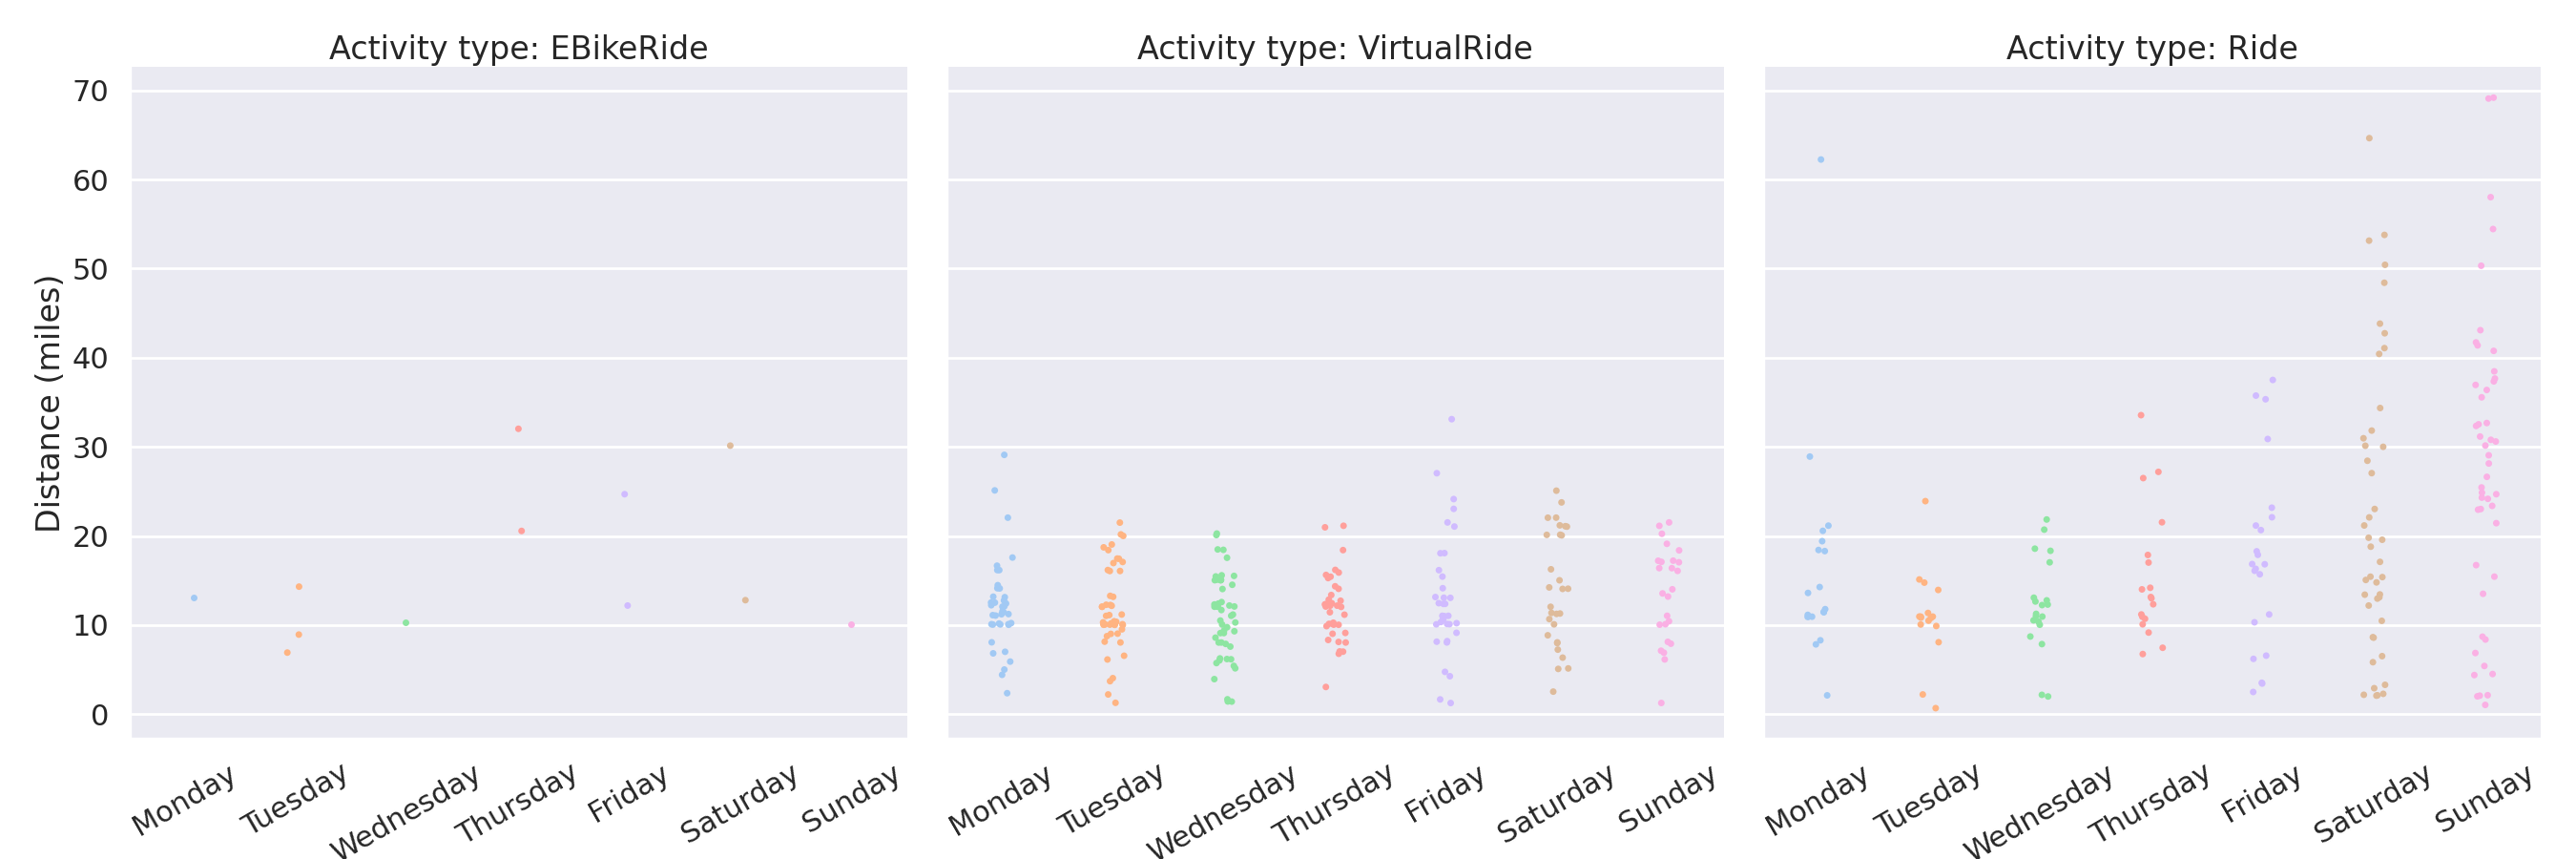 Activity type: EBikeRide
Activity type: VirtualRide
Activity type: Ride
Distance (miles)
70
60
50
40
30
20
10
0
Monday
Tuesday
Wednesday
Thursday
Friday
Saturday
Sunday
Monday
Tuesday
Wednesday
Thursday
Friday
Saturday
Sunday
Monday
Tuesday
Wednesday
Thursday
Friday
Saturday
Sunday